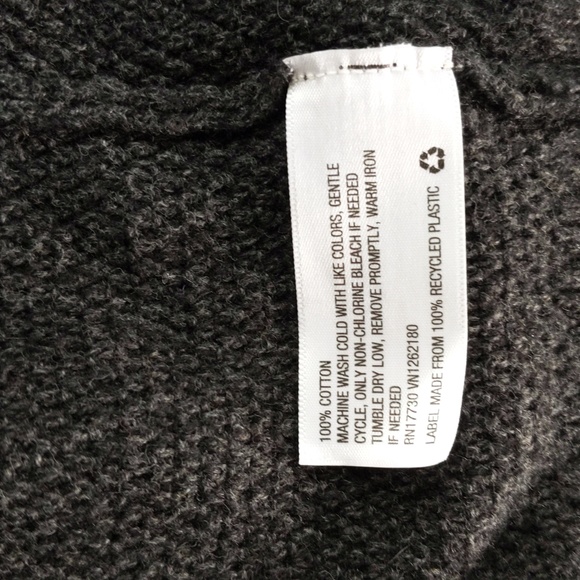 100% COTTON
MACHINE WASH COLD WITH LIKE COLORS, GENTLE
CYCLE, ONLY NON-CHLORINE BLEACH IF NEEDED
TUMBLE DRY LOW, REMOVE PROMPTLY, WARM IRON
IF NEEDED
RN17730 VN1262180
LABEL MADE FROM 100% RECYCLED PLASTIC